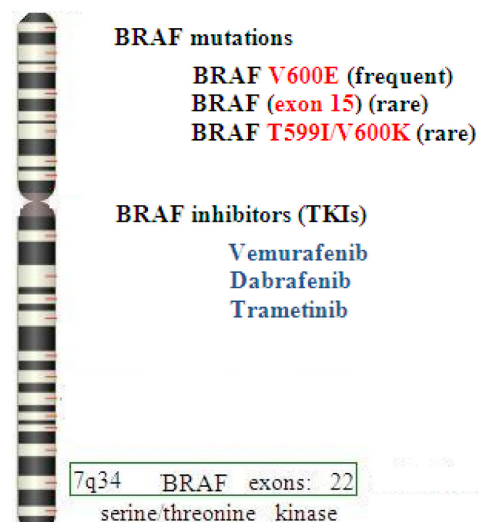 BRAF mutations
BRAF V600E (frequent)
BRAF (exon 15) (rare)
BRAF T599I/V600K (rare)
BRAF inhibitors (TKIs)
Vemurafenib
Dabrafenib
Trametinib
7q34 BRAF exons: 22
serine/threonine kinase